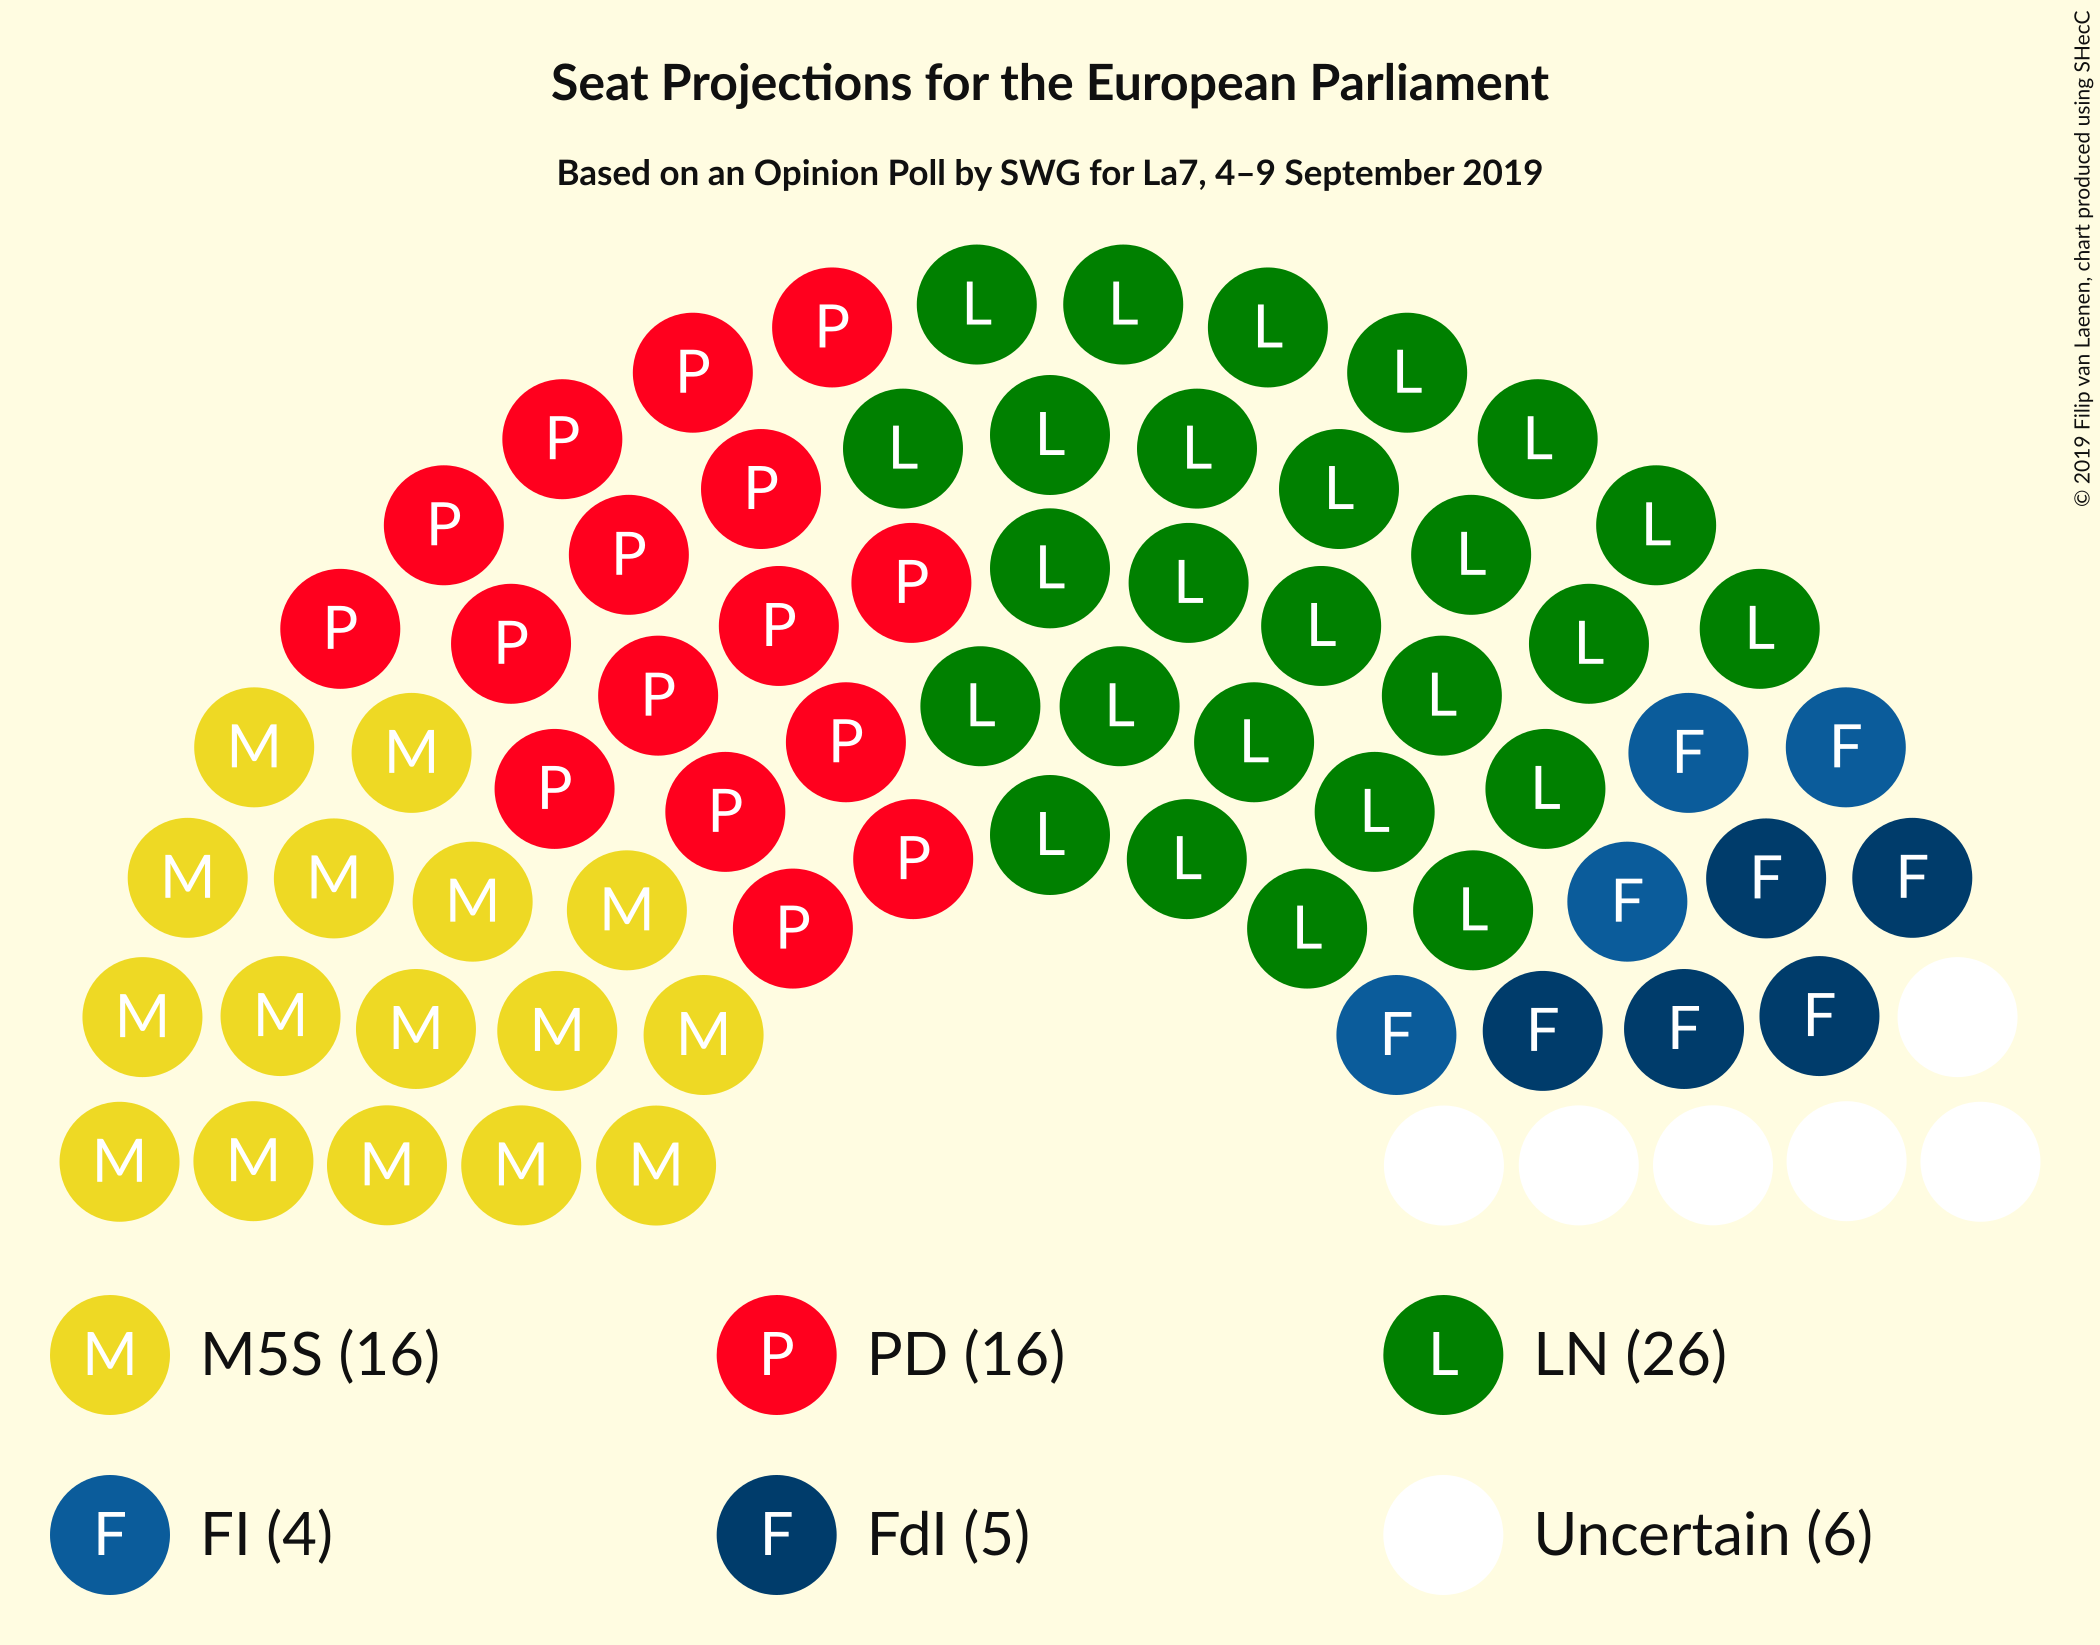 Seat Projections for the European Parliament
Based on an Opinion Poll by SWG for La7, 4–9 September 2019
© 2019 Filip van Laenen, chart produced using SHecC
L L
P L
P L
P L
P L L L P L
P L
P L
P P L L
P L
P L
P L
P L
P L L
M F
M F
P L
P L
P L
P L
M F
M M F F
M L
P L
M M M M M F F F F
M M M M M
M M5S (16) P PD (16) L LN (26)
F FI (4) F FdI (5) Uncertain (6)